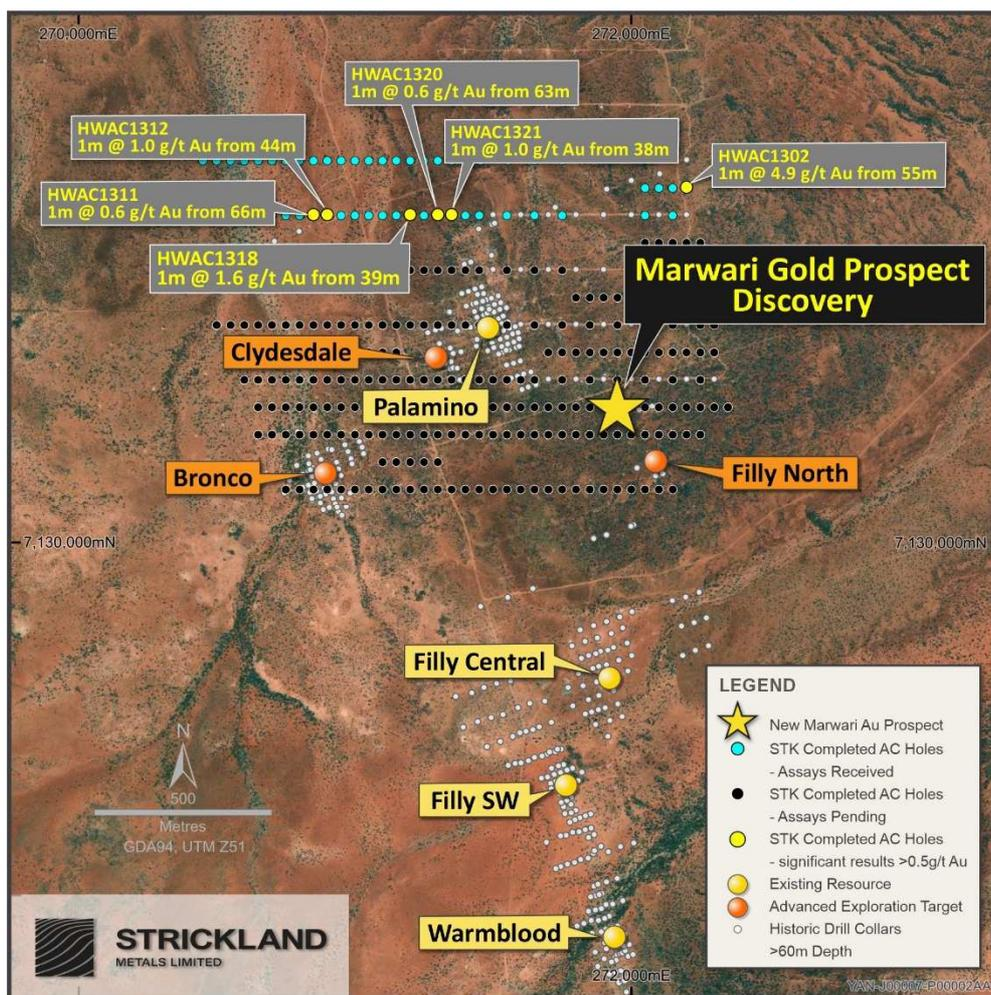 270,000mE
272,000mE
HWAC1320
1m @ 0.6 g/t Au from 63m
HWAC1312
1m @ 1.0 g/t Au from 44m
HWAC1321
1m @ 1.0 g/t Au from 38m
HWAC1302
1m @ 4.9 g/t Au from 55m
HWAC1311
1m @ 0.6 g/t Au from 66m
HWAC1318
1m @ 1.6 g/t Au from 39m
Marwari Gold Prospect
Discovery
Clydesdale
Palamino
Bronco
Filly North
7,130,000mN
7,130,000mN
Filly Central
Filly SW
Warmblood
N
500
Metres
GDA94, UTM Z51
LEGEND
New Marwari Au Prospect
STK Completed AC Holes
- Assays Received
STK Completed AC Holes
- Assays Pending
STK Completed AC Holes
- significant results >0.5g/t Au
Existing Resource
Advanced Exploration Target
Historic Drill Collars
>60m Depth
STRICKLAND
METALS LIMITED
272,000mE
YAN-J00007-P00002AA